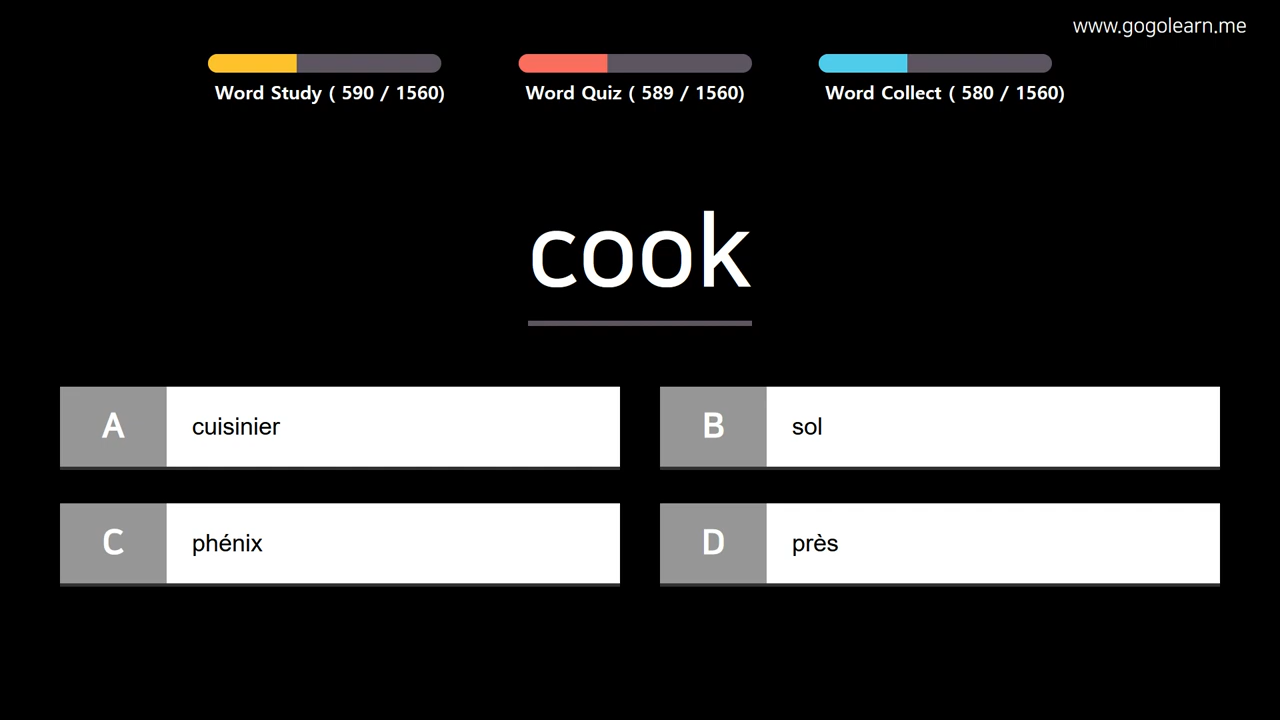 www.gogolearn.me
Word Study ( 590 / 1560)
Word Quiz ( 589 / 1560)
Word Collect ( 580 / 1560)
cook
A cuisinier
B sol
C phénix
D près